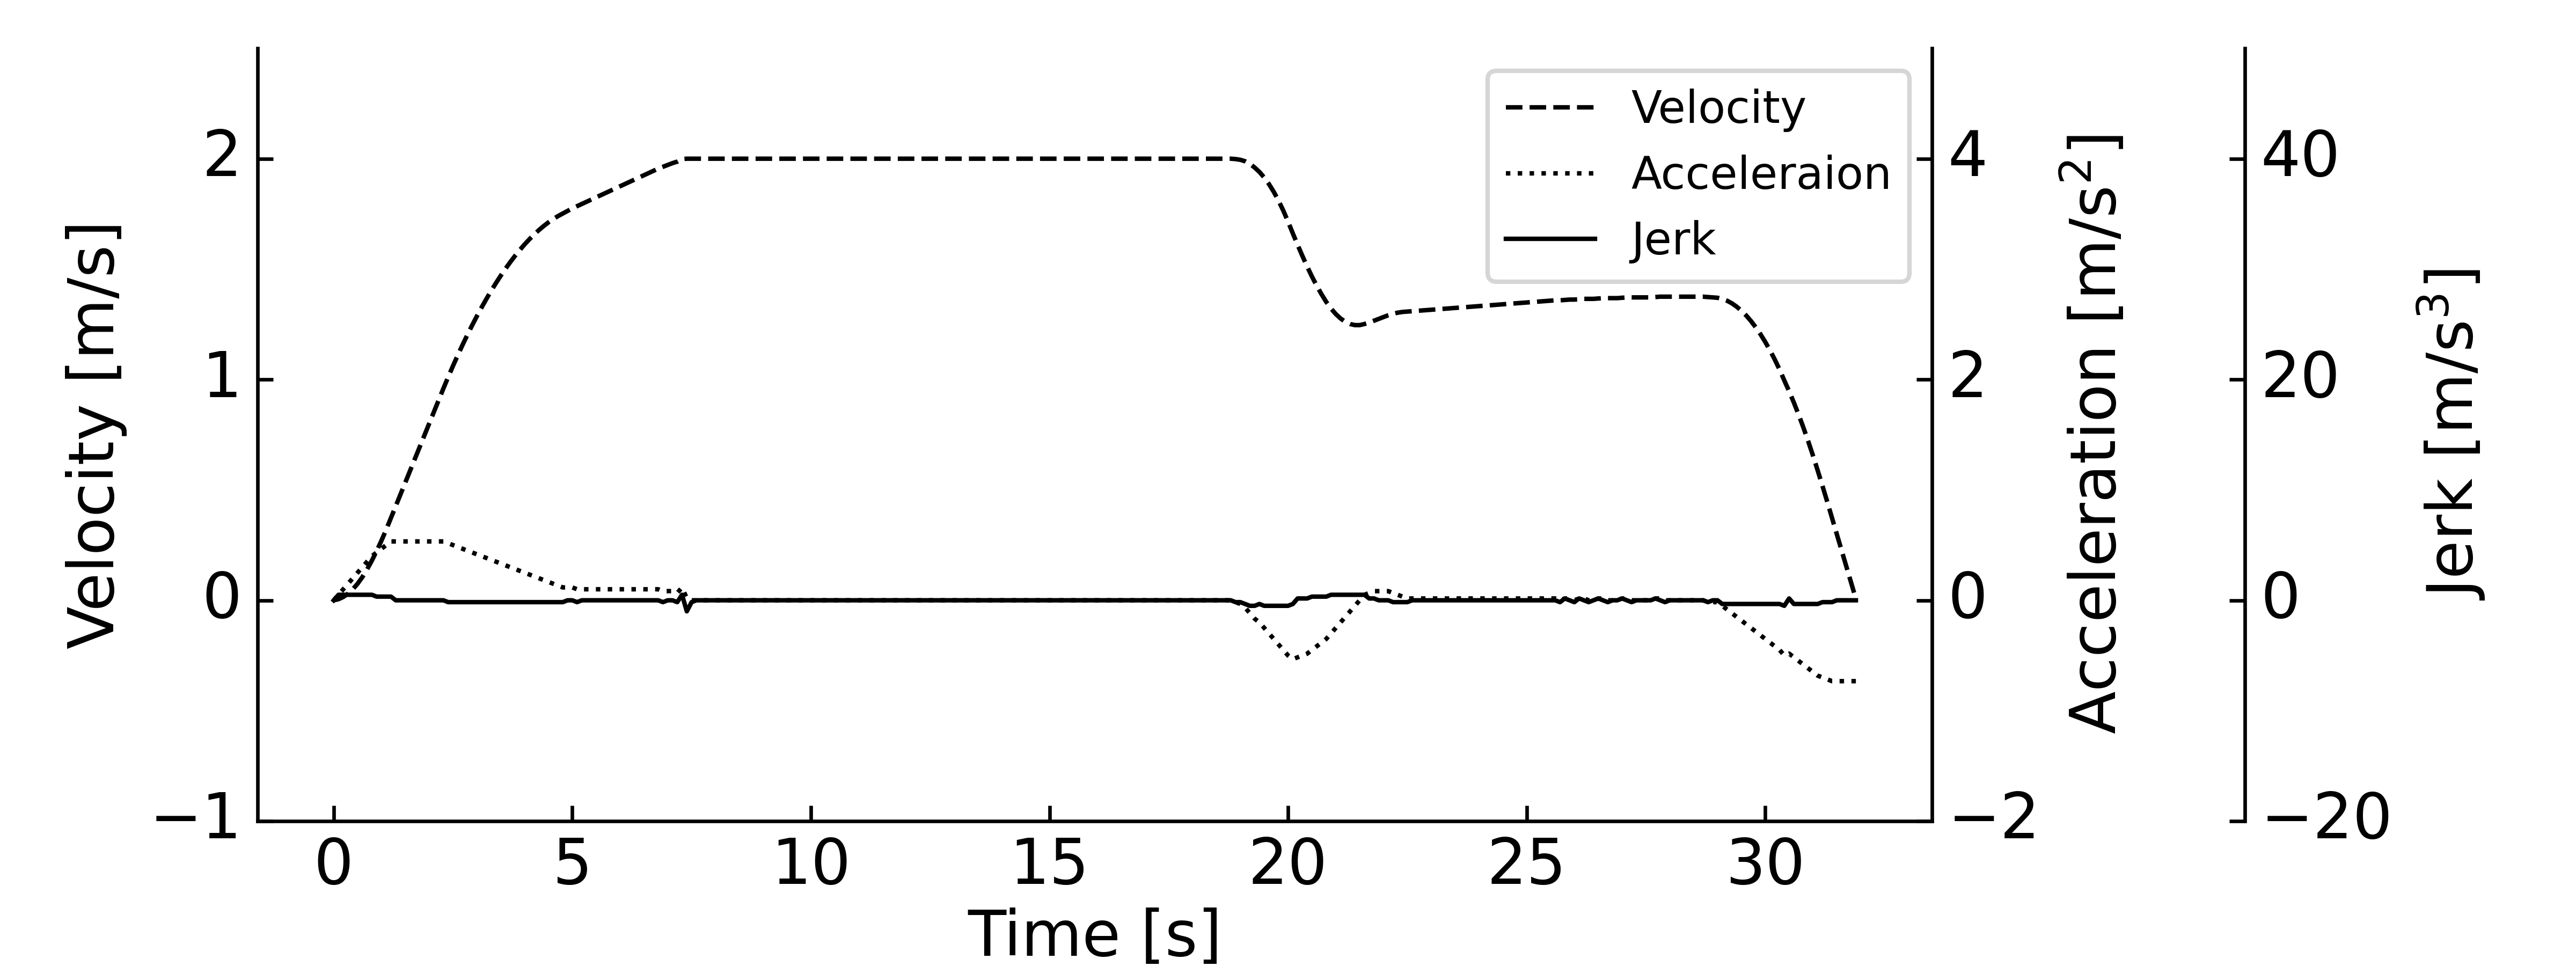 Velocity [m/s]
2
1
0
−1
0 5 10 15 20 25 30
Time [s]
Velocity
Acceleraion
Jerk
4
2
0
−2
Acceleration [m/s²]
40
20
0
−20
Jerk [m/s³]